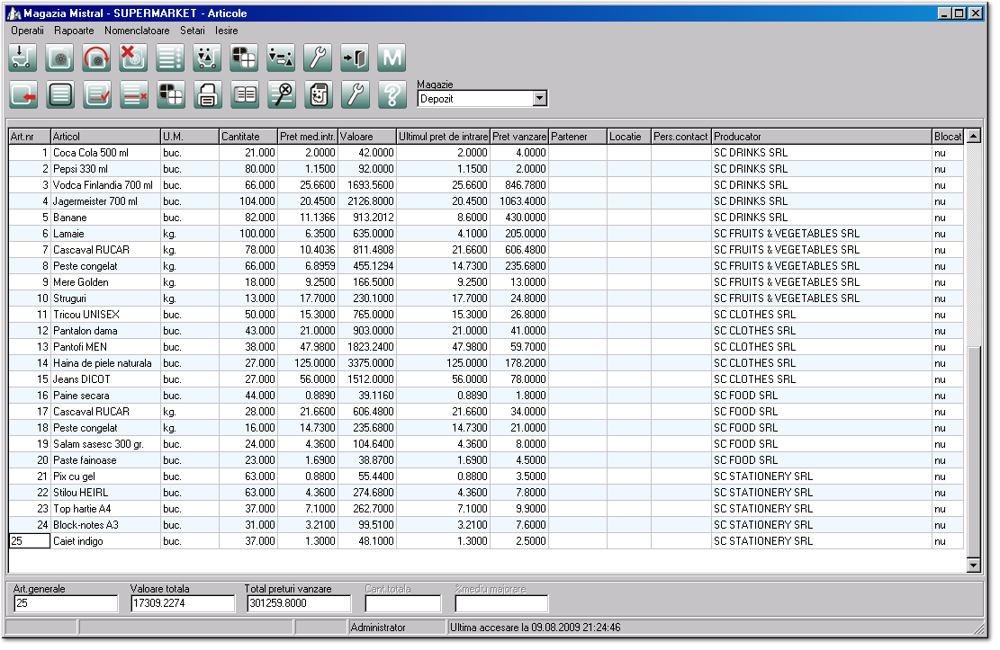 Magazia Mistral - SUPERMARKET - Articole
Operatii Rapoarte Nomenclatoare Setari Iesire
M
Magazie
Depozit
Art.nr Articol U.M. Cantitate Pret med.intr. Valoare Ultimul pret de intrare Pret vanzare Partener Locatie Pers.contact Producator Blocat
1 Coca Cola 500 ml buc. 21.000 2.0000 42.0000 2.0000 4.0000 SC DRINKS SRL nu
2 Pepsi 330 ml buc. 80.000 1.1500 92.0000 1.1500 2.0000 SC DRINKS SRL nu
3 Vodca Finlandia 700 ml buc. 66.000 25.6600 1693.5600 25.6600 846.7800 SC DRINKS SRL nu
4 Jagermeister 700 ml buc. 104.000 20.4500 2126.8000 20.4500 1063.4000 SC DRINKS SRL nu
5 Banane buc. 82.000 11.1366 913.2012 8.6000 430.0000 SC DRINKS SRL nu
6 Lamaie kg. 100.000 6.3500 635.0000 4.1000 205.0000 SC FRUITS & VEGETABLES SRL nu
7 Cascaval RUCAR kg. 78.000 10.4036 811.4808 21.6600 606.4800 SC FRUITS & VEGETABLES SRL nu
8 Peste congelat kg. 66.000 6.8959 455.1294 14.7300 235.6800 SC FRUITS & VEGETABLES SRL nu
9 Mere Golden kg. 18.000 9.2500 166.5000 9.2500 13.0000 SC FRUITS & VEGETABLES SRL nu
10 Struguri kg. 13.000 17.7000 230.1000 17.7000 24.8000 SC FRUITS & VEGETABLES SRL nu
11 Tricou UNISEX buc. 50.000 15.3000 765.0000 15.3000 26.8000 SC CLOTHES SRL nu
12 Pantalon dama buc. 43.000 21.0000 903.0000 21.0000 41.0000 SC CLOTHES SRL nu
13 Pantofi MEN buc. 38.000 47.9800 1823.2400 47.9800 59.7000 SC CLOTHES SRL nu
14 Haina de piele naturala buc. 27.000 125.0000 3375.0000 125.0000 178.2000 SC CLOTHES SRL nu
15 Jeans DICOT buc. 27.000 56.0000 1512.0000 56.0000 78.0000 SC CLOTHES SRL nu
16 Paine secara buc. 44.000 0.8890 39.1160 0.8890 1.8000 SC FOOD SRL nu
17 Cascaval RUCAR kg. 28.000 21.6600 606.4800 21.6600 34.0000 SC FOOD SRL nu
18 Peste congelat kg. 16.000 14.7300 235.6800 14.7300 21.0000 SC FOOD SRL nu
19 Salam sasesc 300 gr. buc. 24.000 4.3600 104.6400 4.3600 8.0000 SC FOOD SRL nu
20 Paste fainoase buc. 23.000 1.6900 38.8700 1.6900 4.5000 SC FOOD SRL nu
21 Pix cu gel buc. 63.000 0.8800 55.4400 0.8800 3.5000 SC STATIONERY SRL nu
22 Stilou HEIRL buc. 63.000 4.3600 274.6800 4.3600 7.8000 SC STATIONERY SRL nu
23 Top hartie A4 buc. 37.000 7.1000 262.7000 7.1000 9.9000 SC STATIONERY SRL nu
24 Block-notes A3 buc. 31.000 3.2100 99.5100 3.2100 7.6000 SC STATIONERY SRL nu
25 Caiet indigo buc. 37.000 1.3000 48.1000 1.3000 2.5000 SC STATIONERY SRL nu
Art.generale Valoare totala Total preturi vanzare Cant.totala %mediu majorare
25 17309.2274 301259.8000
Administrator Ultima accesare la 09.08.2009 21:24:46